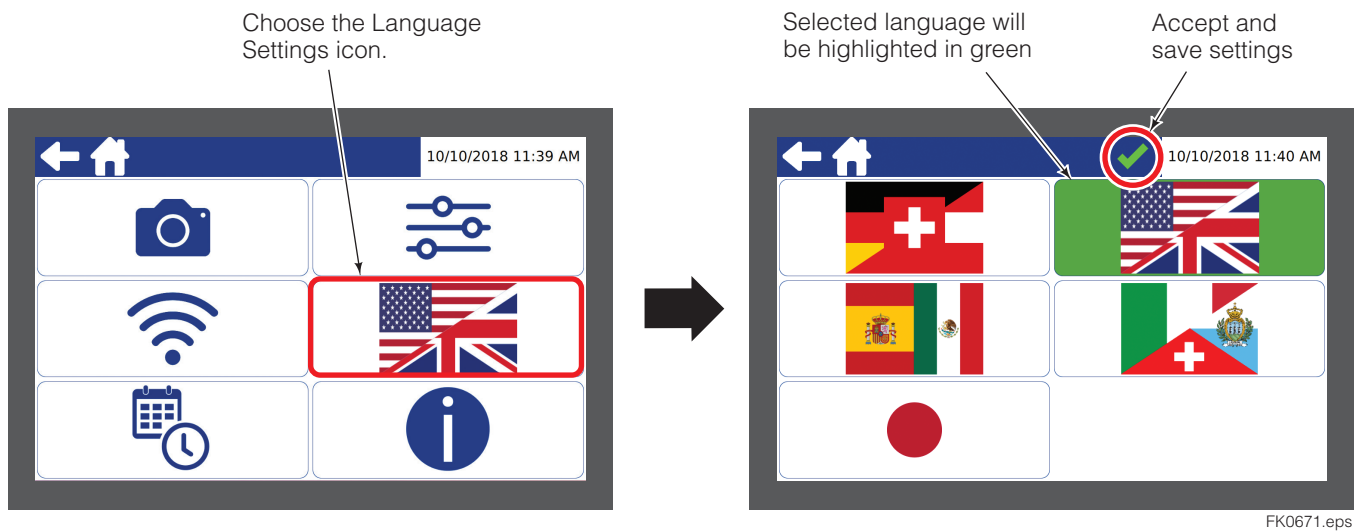 Choose the Language
Settings icon.
Selected language will
be highlighted in green
Accept and
save settings
10/10/2018 11:39 AM
10/10/2018 11:40 AM
FK0671.eps